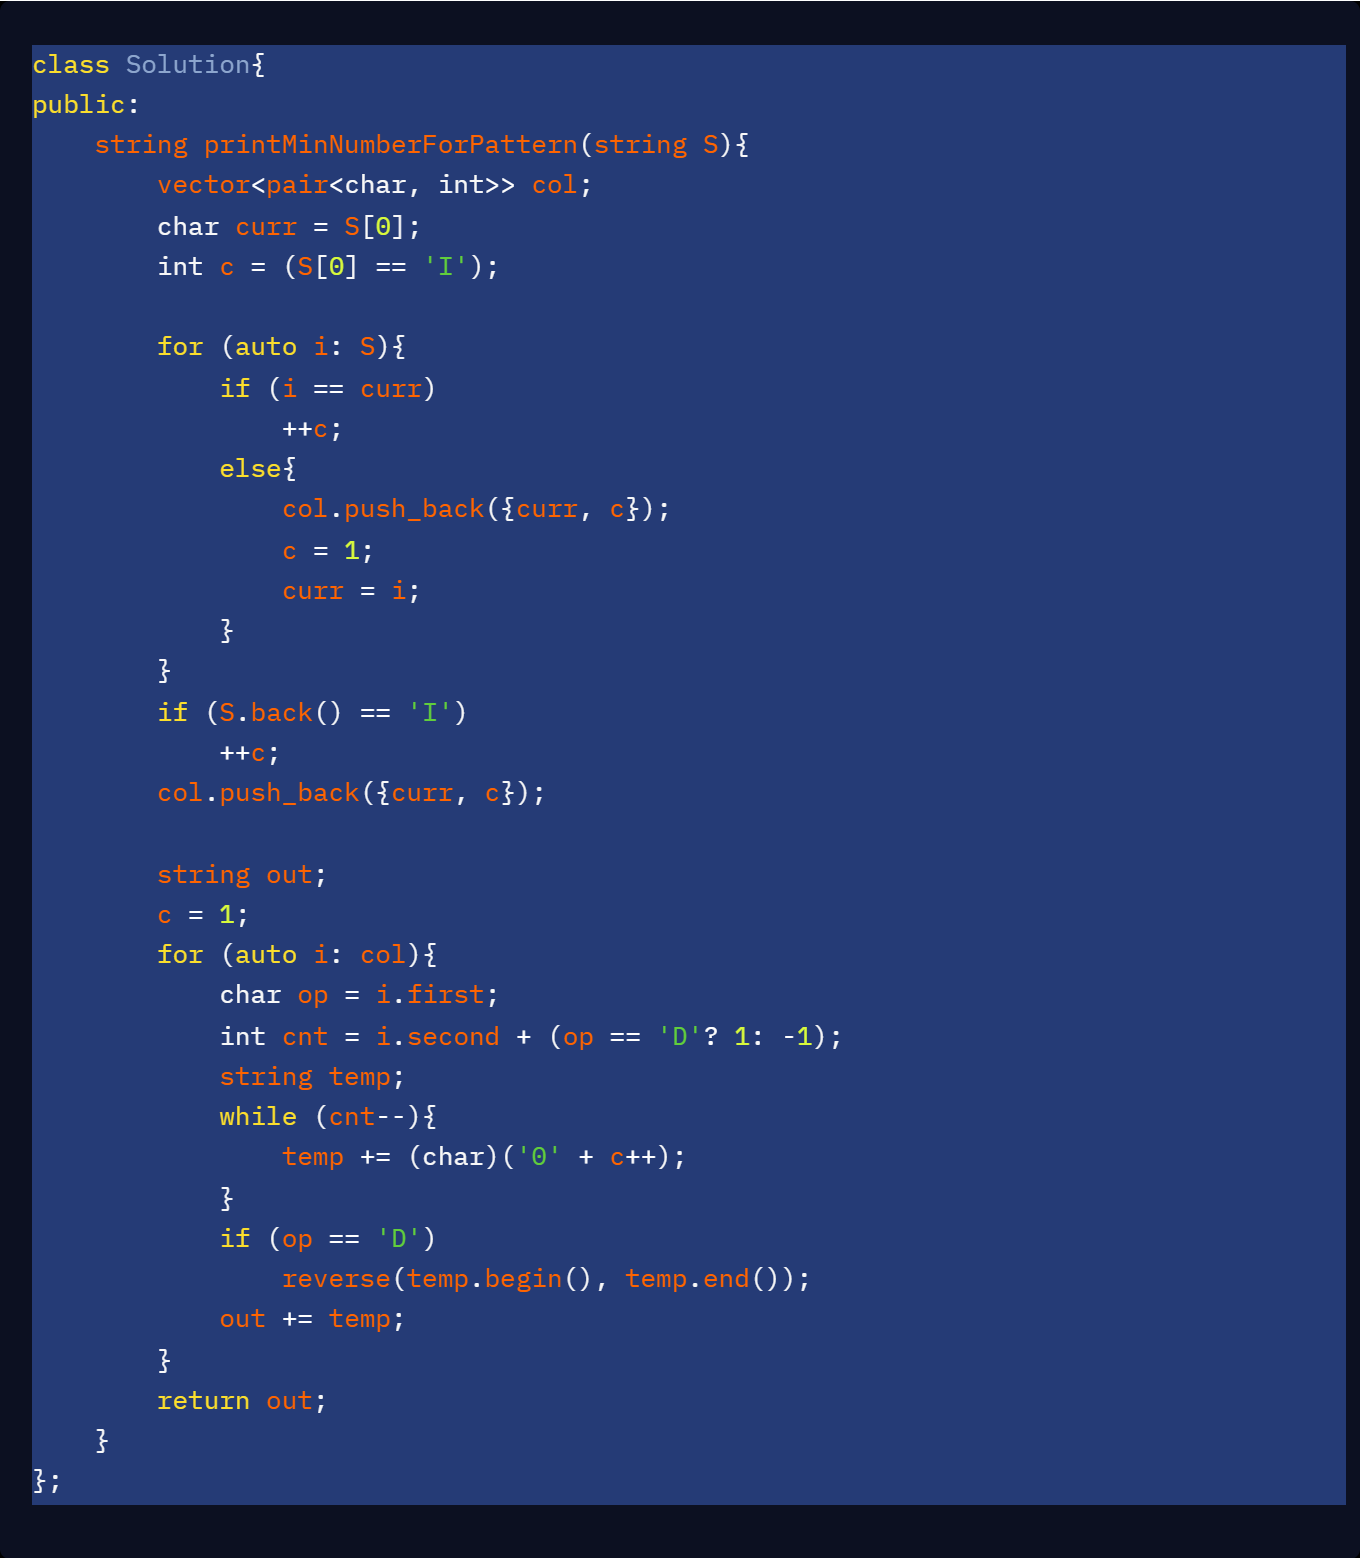 class Solution{
public:
    string printMinNumberForPattern(string S){
        vector<pair<char, int>> col;
        char curr = S[0];
        int c = (S[0] == 'I');

        for (auto i: S){
            if (i == curr)
                ++c;
            else{
                col.push_back({curr, c});
                c = 1;
                curr = i;
            }
        }
        if (S.back() == 'I')
            ++c;
        col.push_back({curr, c});

        string out;
        c = 1;
        for (auto i: col){
            char op = i.first;
            int cnt = i.second + (op == 'D'? 1: -1);
            string temp;
            while (cnt--){
                temp += (char)('0' + c++);
            }
            if (op == 'D')
                reverse(temp.begin(), temp.end());
            out += temp;
        }
        return out;
    }
};